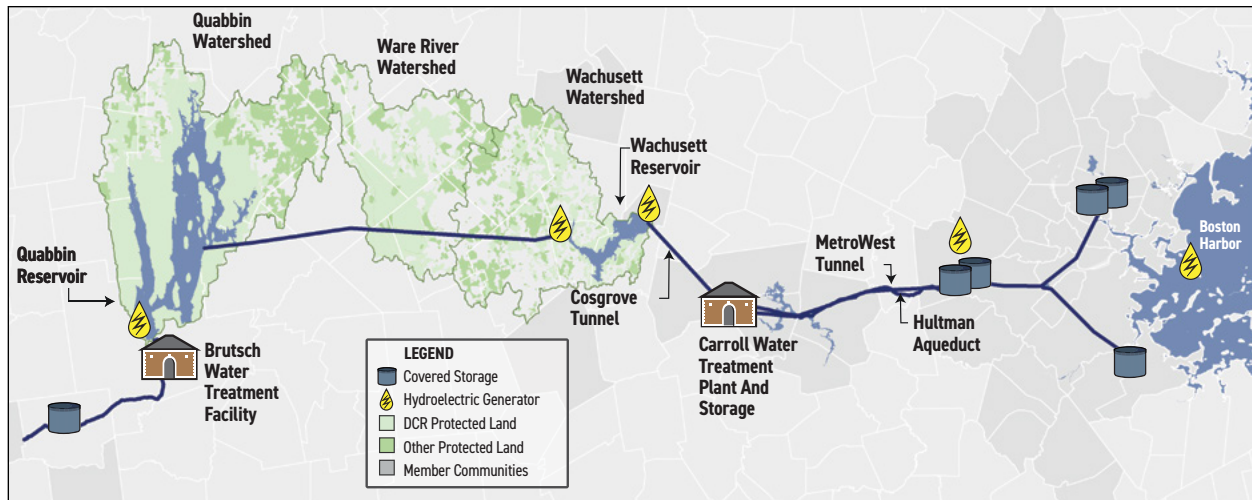 Quabbin
Watershed
Ware River
Watershed
Wachusett
Watershed
Wachusett
Reservoir
Quabbin
Reservoir
Boston
Harbor
MetroWest
Tunnel
Cosgrove
Tunnel
Hultman
Aqueduct
Brutsch
Water
Treatment
Facility
Carroll Water
Treatment
Plant And
Storage
LEGEND
Covered Storage
Hydroelectric Generator
DCR Protected Land
Other Protected Land
Member Communities